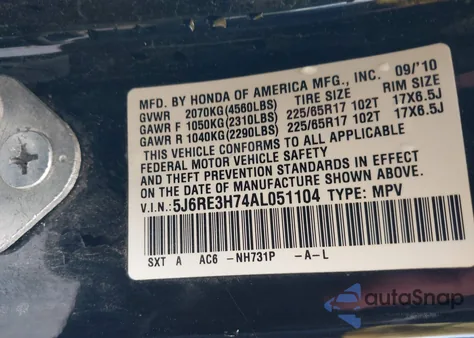 MFD. BY HONDA OF AMERICA MFG., INC. 09/'10
GVWR 2070KG(4560LBS) TIRE SIZE RIM SIZE
GAWR F 1050KG(2310LBS) 225/65R17 102T 17X6.5J
GAWR R 1040KG(2290LBS) 225/65R17 102T 17X6.5J
THIS VEHICLE CONFORMS TO ALL APPLICABLE
FEDERAL MOTOR VEHICLE SAFETY
AND THEFT PREVENTION STANDARDS IN EFFECT
ON THE DATE OF MANUFACTURE SHOWN ABOVE.
V.I.N.: 5J6RE3H74AL051104 TYPE: MPV
SXT A AC6 -NH731P -A-L
autoSnap